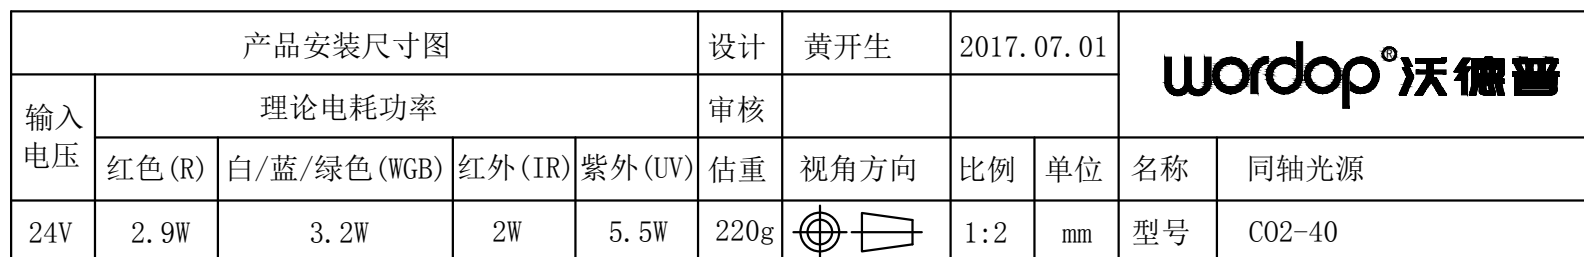 产品安装尺寸图 设计 黄开生 2017.07.01 wordop®沃德普
输入电压 理论电耗功率 审核
红色(R) 白/蓝/绿色(WGB) 红外(IR) 紫外(UV) 估重 视角方向 比例 单位 名称 同轴光源
24V 2.9W 3.2W 2W 5.5W 220g 1:2 mm 型号 CO2-40